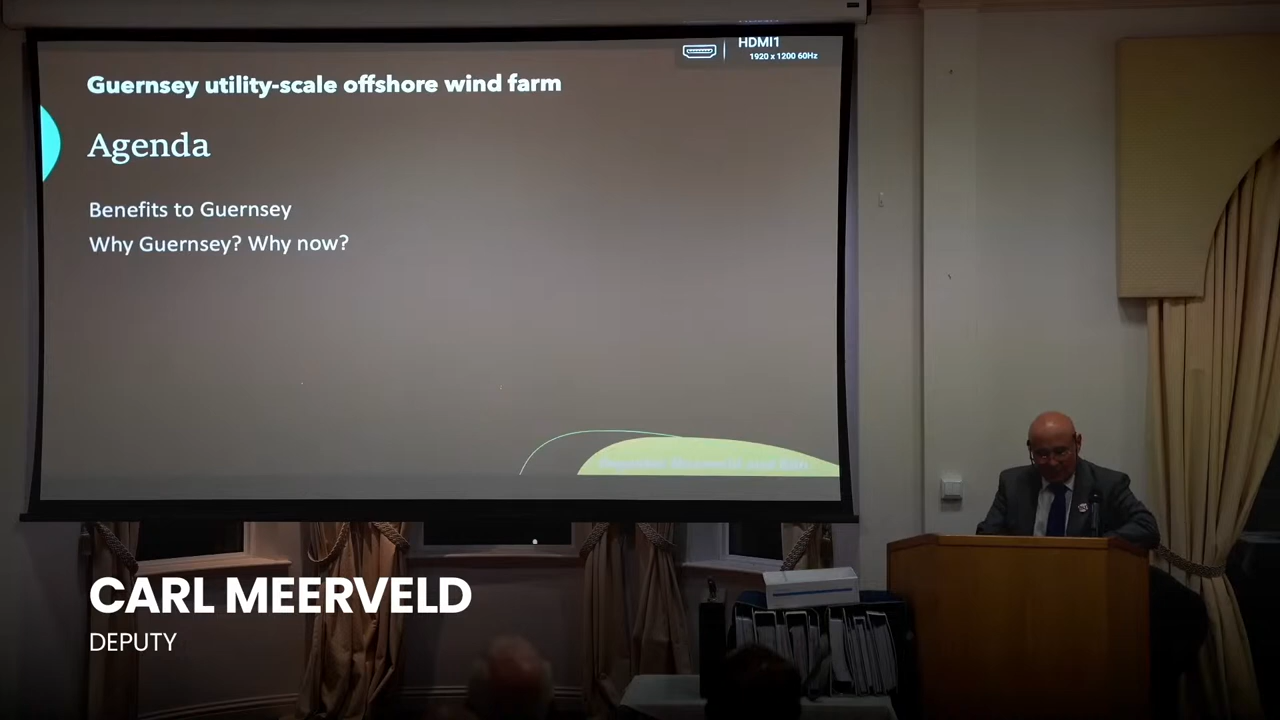 HDMI1
1920 x 1200 60Hz
Guernsey utility-scale offshore wind farm
Agenda
Benefits to Guernsey
Why Guernsey? Why now?
CARL MEERVELD
DEPUTY